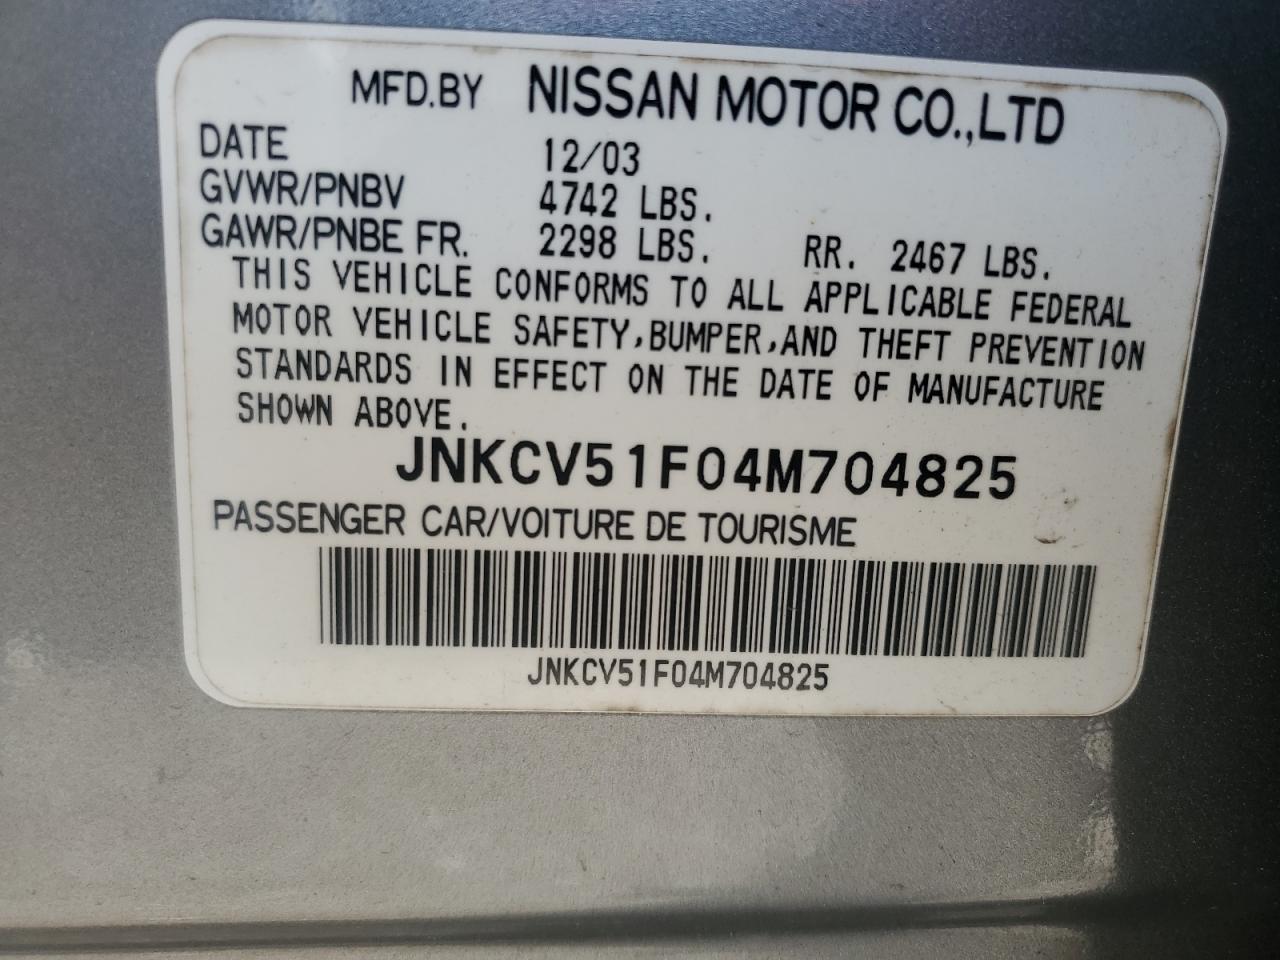 MFD.BY NISSAN MOTOR CO.,LTD
DATE 12/03
GVWR/PNBV 4742 LBS.
GAWR/PNBE FR. 2298 LBS. RR. 2467 LBS.
THIS VEHICLE CONFORMS TO ALL APPLICABLE FEDERAL
MOTOR VEHICLE SAFETY,BUMPER,AND THEFT PREVENTION
STANDARDS IN EFFECT ON THE DATE OF MANUFACTURE
SHOWN ABOVE.
JNKCV51F04M704825
PASSENGER CAR/VOITURE DE TOURISME
JNKCV51F04M704825